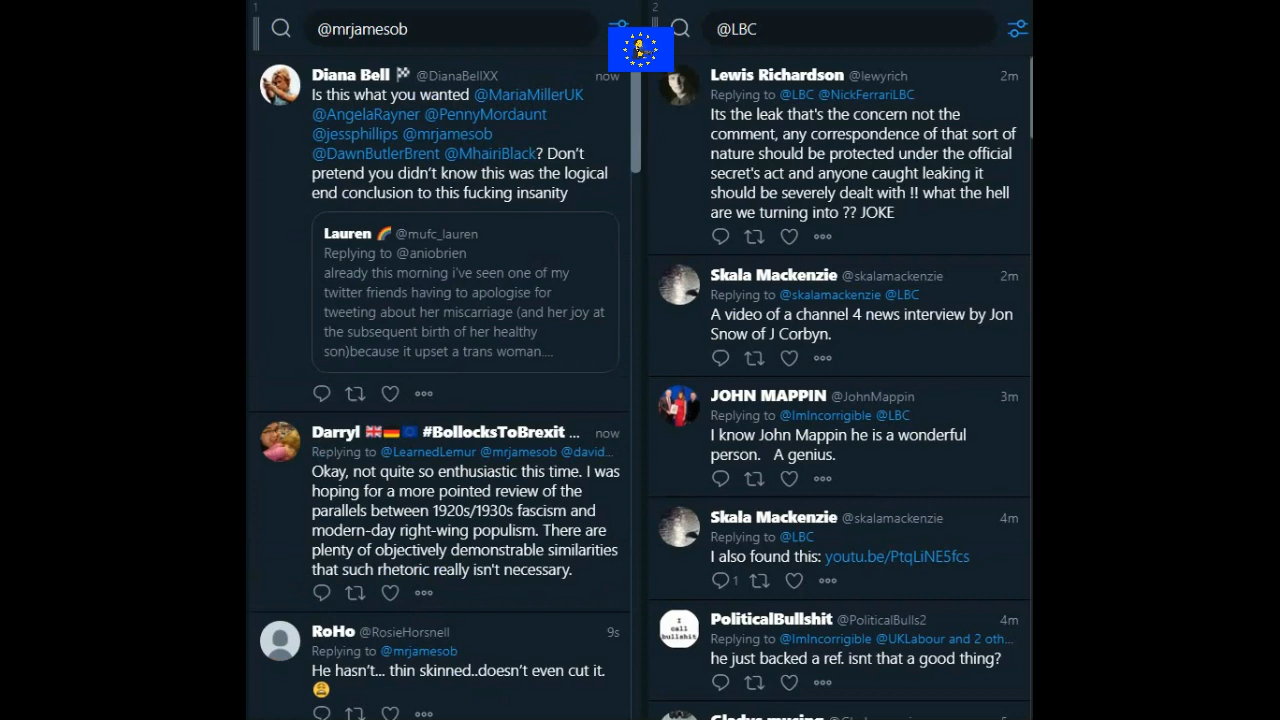 1
@mrjamesob
Diana Bell @DianaBellXX now
Is this what you wanted @MariaMillerUK
@AngelaRayner @PennyMordaunt
@jessphillips @mrjamesob
@DawnButlerBrent @MhairiBlack? Don't
pretend you didn't know this was the logical
end conclusion to this fucking insanity
Lauren 🌈 @mufc_lauren
Replying to @aniobrien
already this morning i've seen one of my
twitter friends having to apologise for
tweeting about her miscarriage (and her joy at
the subsequent birth of her healthy
son)because it upset a trans woman....
Darryl 🇬🇧🇩🇪🇪🇺 #BollocksToBrexit ... now
Replying to @LearnedLemur @mrjamesob @david...
Okay, not quite so enthusiastic this time. I was
hoping for a more pointed review of the
parallels between 1920s/1930s fascism and
modern-day right-wing populism. There are
plenty of objectively demonstrable similarities
that such rhetoric really isn't necessary.
RoHo @RosieHorsnell 9s
Replying to @mrjamesob
He hasn't... thin skinned..doesn't even cut it.
😩
2
@LBC
Lewis Richardson @lewyrich 2m
Replying to @LBC @NickFerrariLBC
Its the leak that's the concern not the
comment, any correspondence of that sort of
nature should be protected under the official
secret's act and anyone caught leaking it
should be severely dealt with !! what the hell
are we turning into ?? JOKE
Skala Mackenzie @skalamackenzie 2m
Replying to @skalamackenzie @LBC
A video of a channel 4 news interview by Jon
Snow of J Corbyn.
JOHN MAPPIN @JohnMappin 3m
Replying to @ImIncorrigible @LBC
I know John Mappin he is a wonderful
person. A genius.
Skala Mackenzie @skalamackenzie 4m
Replying to @LBC
I also found this: youtu.be/PtqLiNE5fcs
1
PoliticalBullshit @PoliticalBulls2 4m
I
call
bullshit
Replying to @ImIncorrigible @UKLabour and 2 oth...
he just backed a ref. isnt that a good thing?